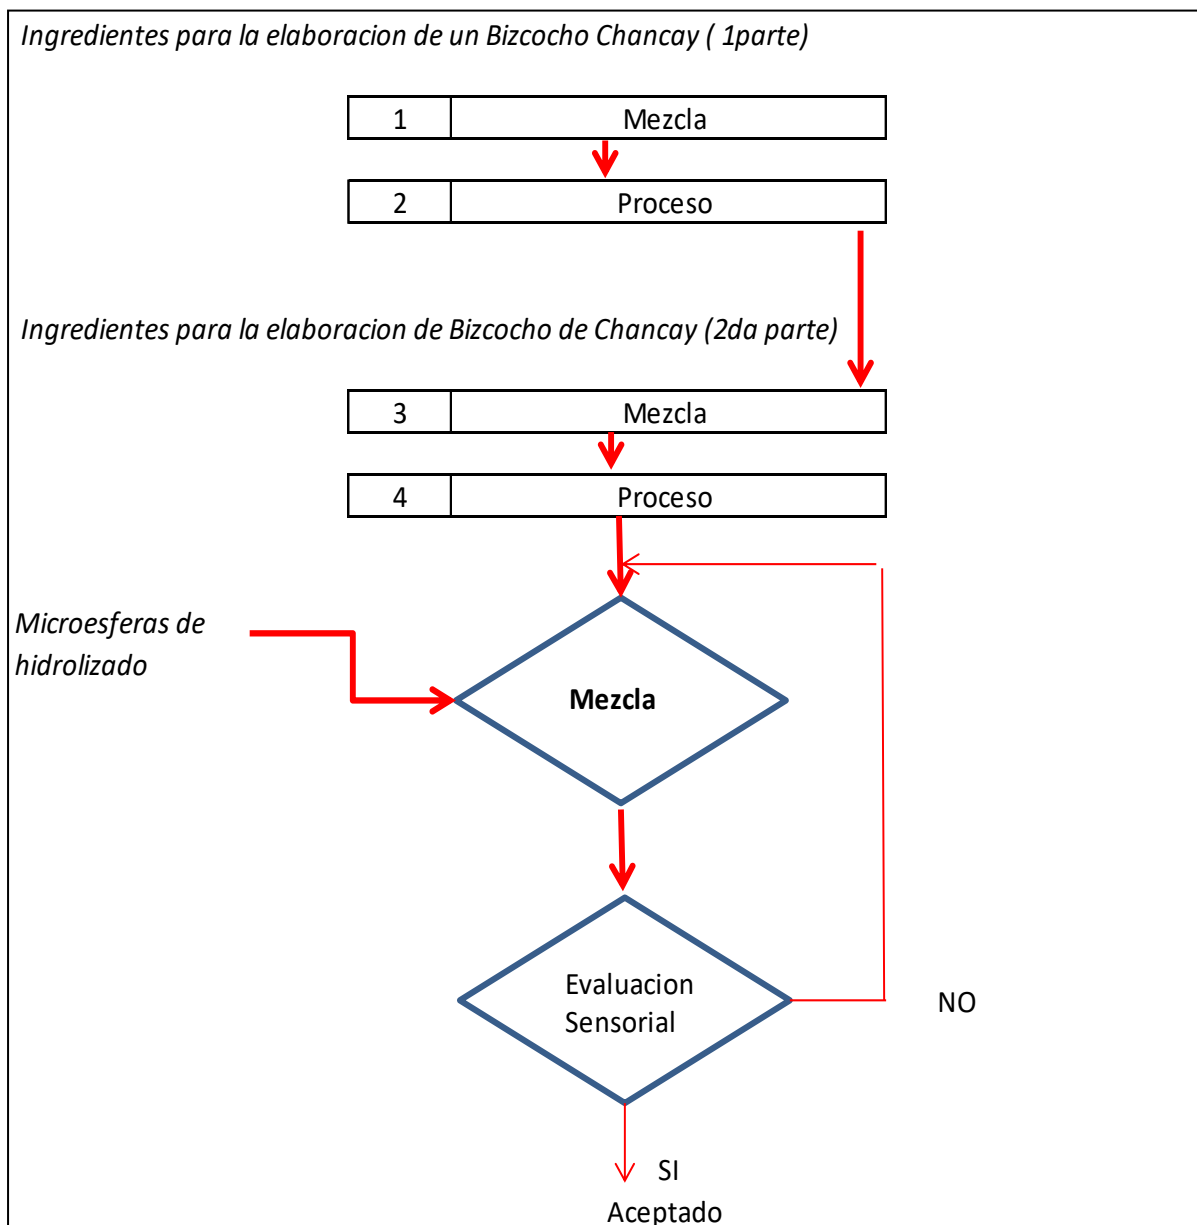 Ingredientes para la elaboracion de un Bizcocho Chancay ( 1parte)
1 Mezcla
2 Proceso
Ingredientes para la elaboracion de Bizcocho de Chancay (2da parte)
3 Mezcla
4 Proceso
Microesferas de
hidrolizado
Mezcla
Evaluacion
Sensorial
NO
SI
Aceptado